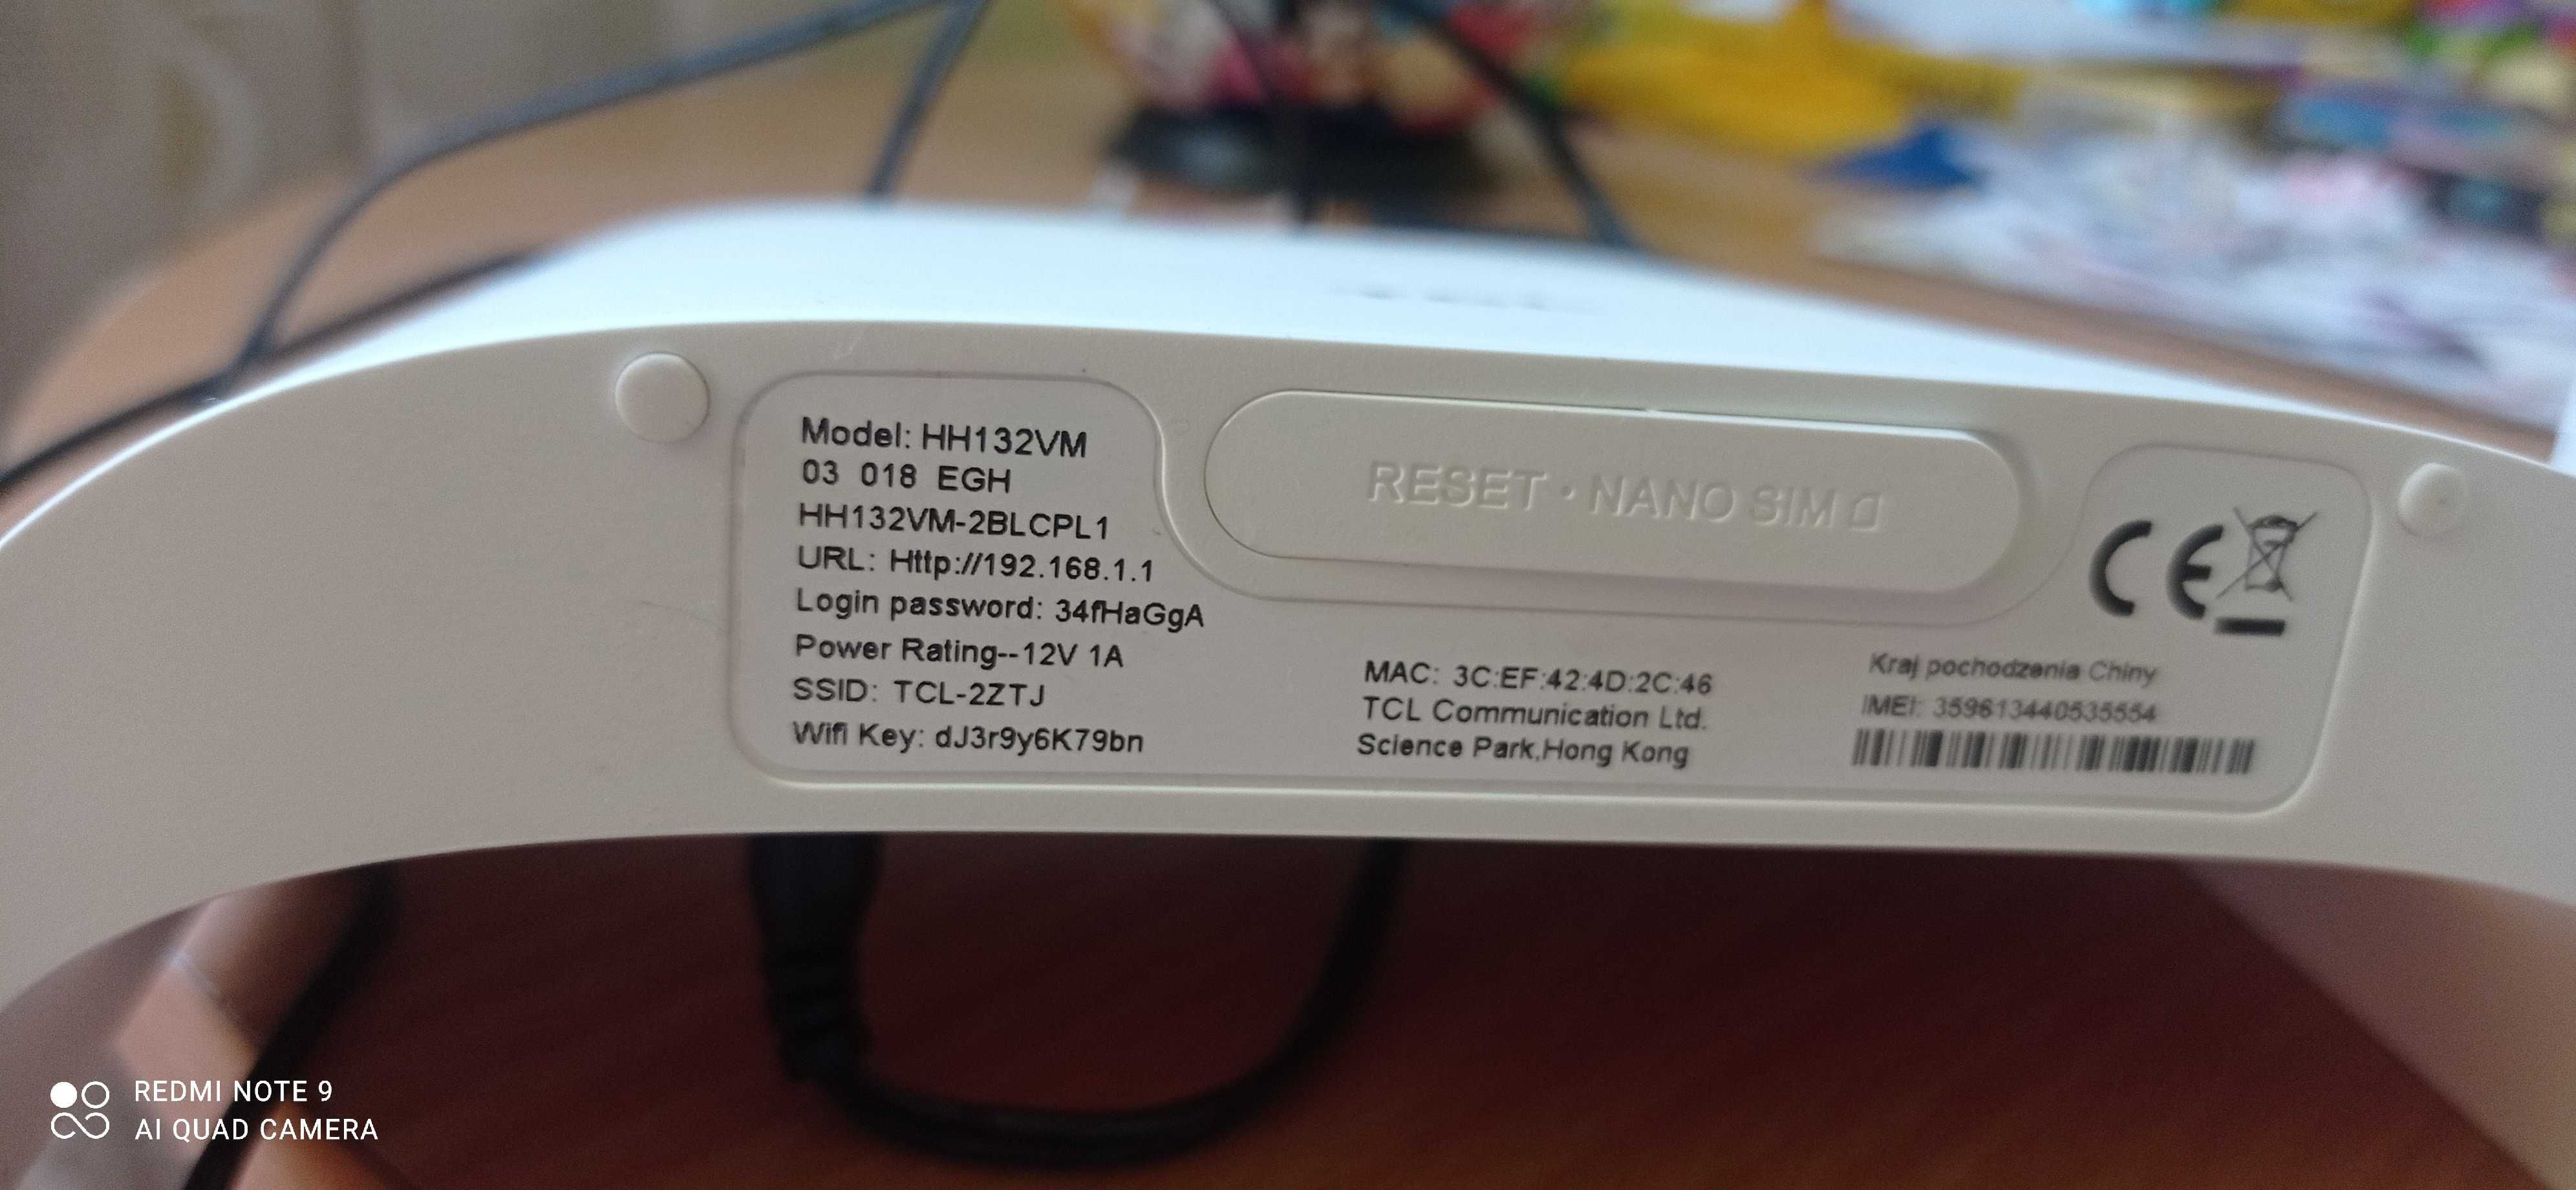 Model: HH132VM
03 018 EGH
HH132VM-2BLCPL1
URL: Http://192.168.1.1
Login password: 34fHaGgA
Power Rating--12V 1A
SSID: TCL-2ZTJ
Wifi Key: dJ3r9y6K79bn
RESET • NANO SIM
MAC: 3C:EF:42:4D:2C:46
TCL Communication Ltd.
Science Park,Hong Kong
CE
Kraj pochodzenia Chiny
IMEI: 359613440535554
REDMI NOTE 9
AI QUAD CAMERA